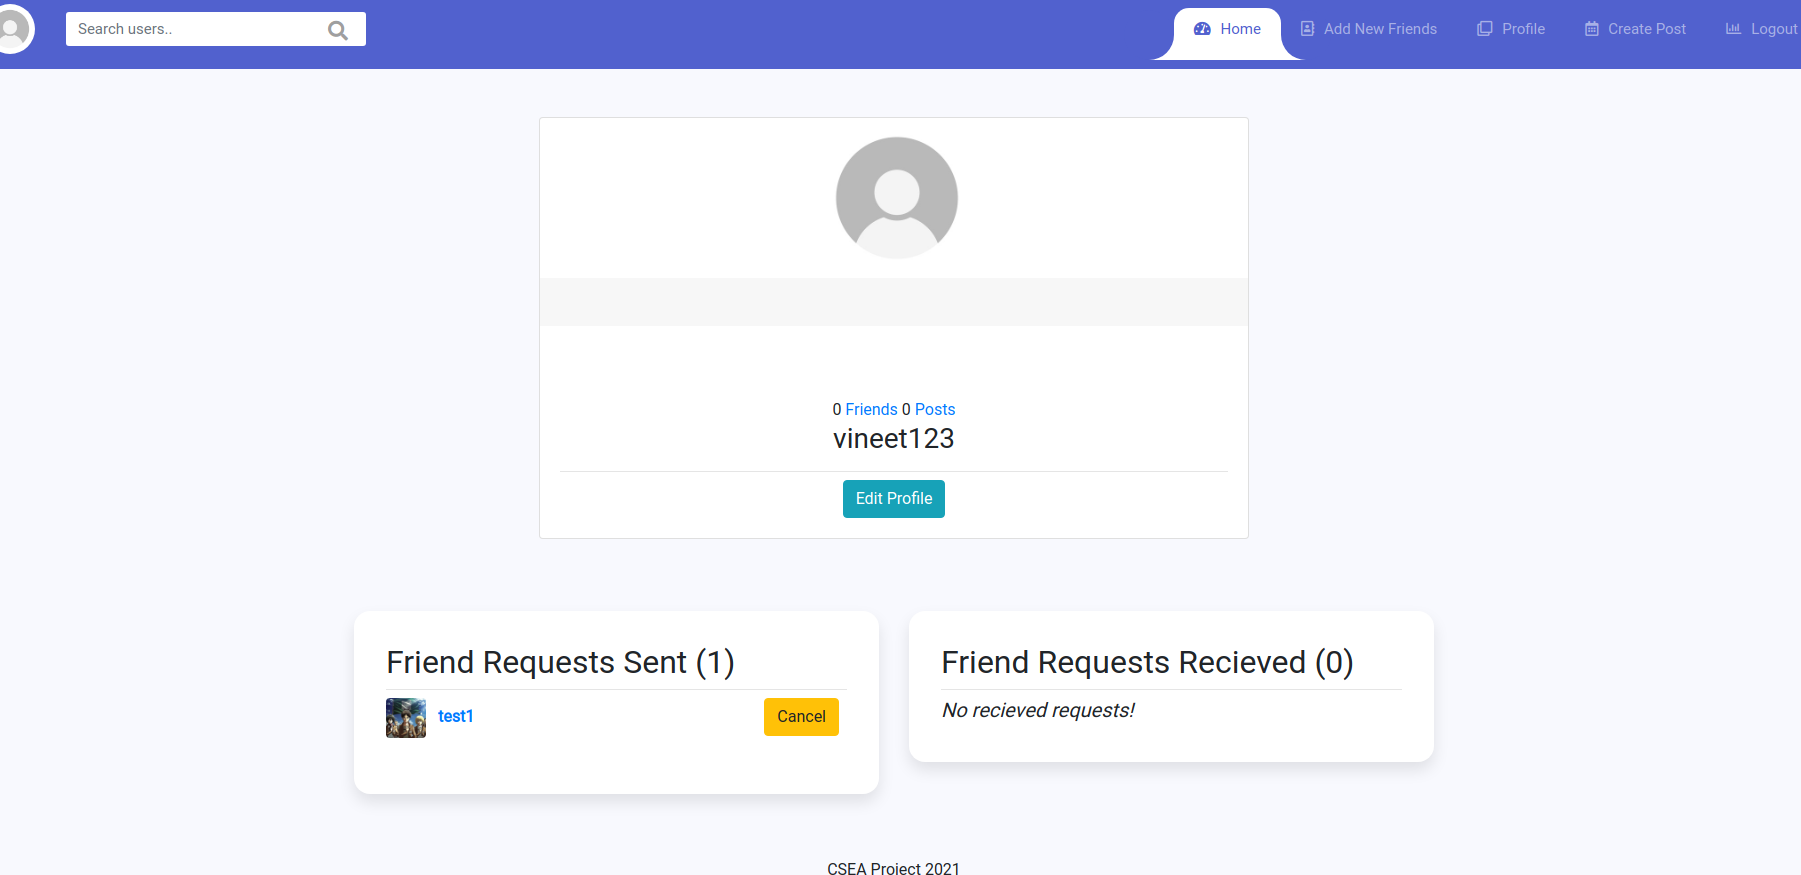 Search users..
Home
Add New Friends
Profile
Create Post
Logout
0 Friends 0 Posts
vineet123
Edit Profile
Friend Requests Sent (1)
test1
Cancel
Friend Requests Recieved (0)
No recieved requests!
CSEA Project 2021